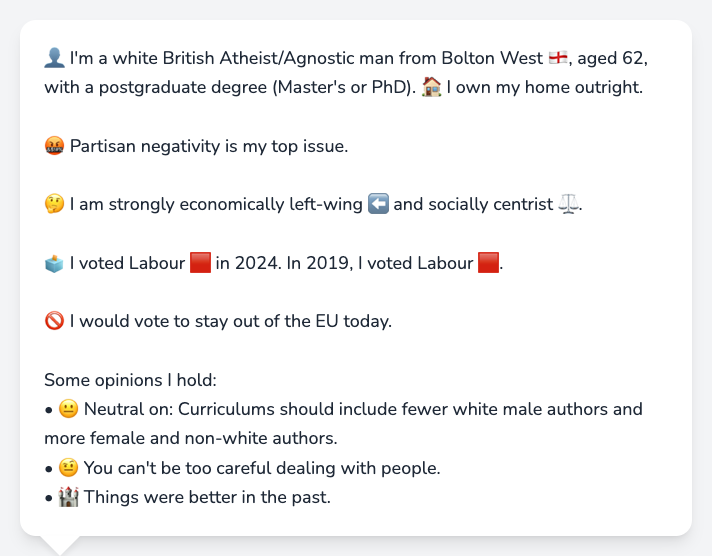 👤 I'm a white British Atheist/Agnostic man from Bolton West 🏴󠁧󠁢󠁥󠁮󠁧󠁿, aged 62,
with a postgraduate degree (Master's or PhD). 🏠 I own my home outright.
🤬 Partisan negativity is my top issue.
🤔 I am strongly economically left-wing ⬅️ and socially centrist ⚖️.
🗳️ I voted Labour 🟥 in 2024. In 2019, I voted Labour 🟥.
🚫 I would vote to stay out of the EU today.
Some opinions I hold:
• 😐 Neutral on: Curriculums should include fewer white male authors and
more female and non-white authors.
• 🤨 You can't be too careful dealing with people.
• 🏰 Things were better in the past.